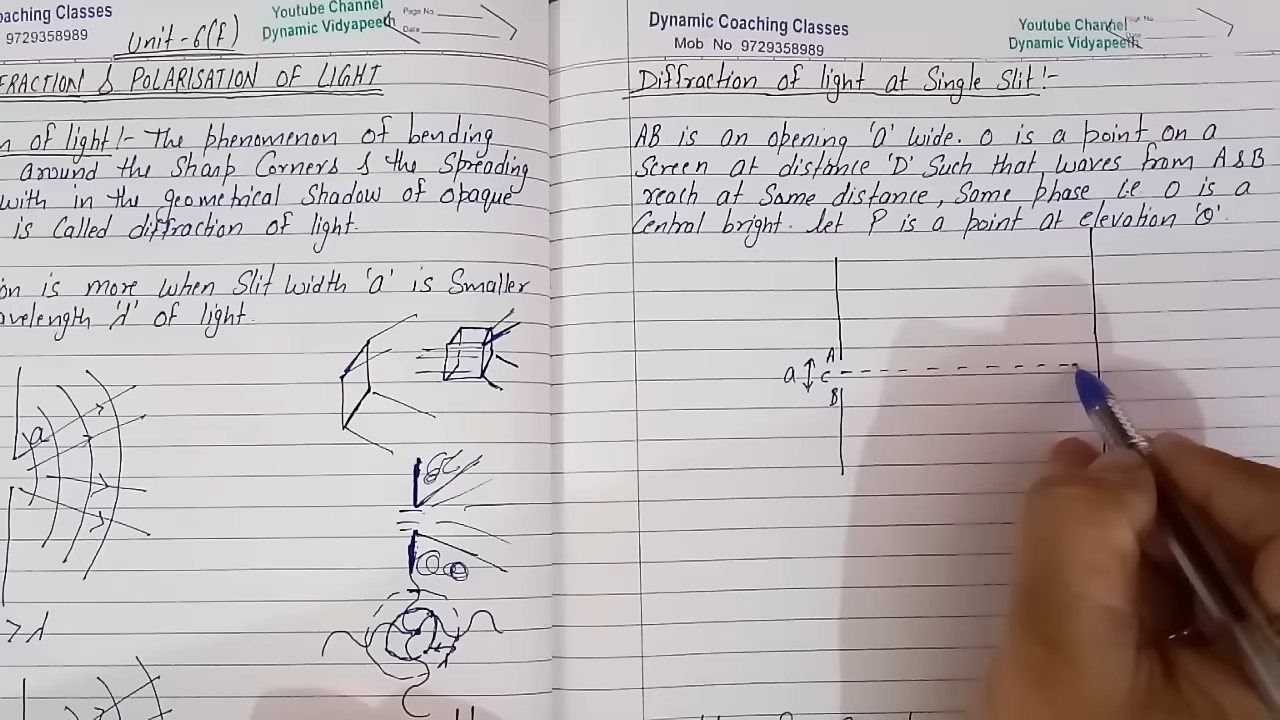 oaching Classes
9729358989
Unit-6(f)
Youtube Channel
Dynamic Vidyapeeth
Page No.
Date
FRACTION & POLARISATION OF LIGHT
n of light!- The phenomenon of bending
around the Sharp Corners & the Spreading
with in the geometrical Shadow of opaque
is Called diffraction of light.
on is more when Slit width 'a' is Smaller
avelength 'λ' of light.
a
>λ
Dynamic Coaching Classes
Mob No 9729358989
Youtube Channel
Dynamic Vidyapeeth
Diffraction of light at Single Slit!-
AB is an opening 'a' wide. O is a point on a
Screen at distance 'D' Such that, waves from A & B
reach at Same distance, Same phase i.e O is a
Central bright. let P is a point at elevation 'θ'.
A
a
C
B